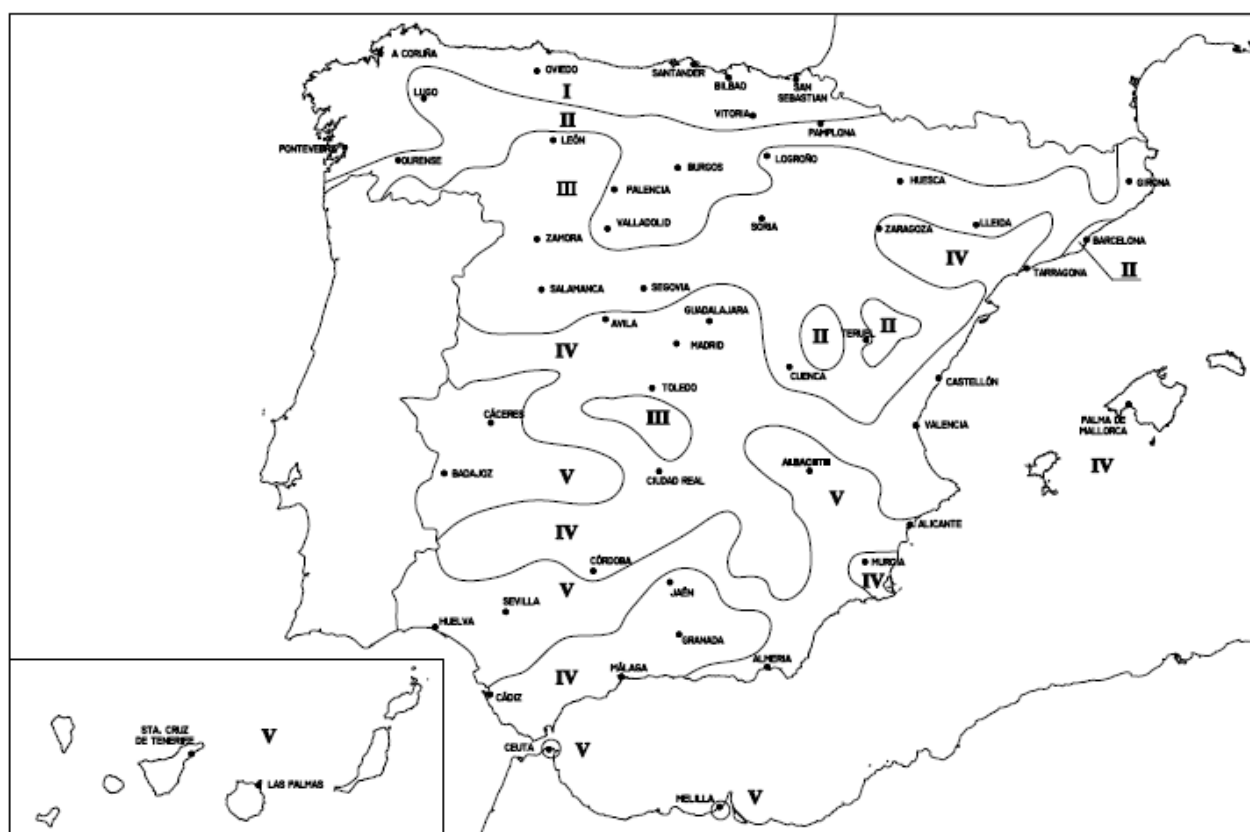 A CORUÑA
OVIEDO
SANTANDER
BILBAO
SAN
SEBASTIAN
LUGO
I
VITORIA
PAMPLONA
II
LEÓN
PONTEVEDRA
OURENSE
BURGOS
LOGROÑO
HUESCA
GIRONA
III
PALENCIA
VALLADOLID
SORIA
ZARAGOZA
LLEIDA
BARCELONA
ZAMORA
IV
TARRAGONA
II
SALAMANCA
SEGOVIA
GUADALAJARA
AVILA
II
TERUEL
II
IV
MADRID
CUENCA
CASTELLÓN
TOLEDO
CÁCERES
III
VALENCIA
PALMA DE
MALLORCA
IV
BADAJOZ
V
CIUDAD REAL
ALBACETE
V
IV
ALICANTE
CÓRDOBA
MURCIA
IV
V
JAÉN
SEVILLA
HUELVA
GRANADA
MÁLAGA
ALMERIA
IV
CÁDIZ
STA. CRUZ
DE TENERIFE
V
LAS PALMAS
CEUTA
V
MELILLA
V